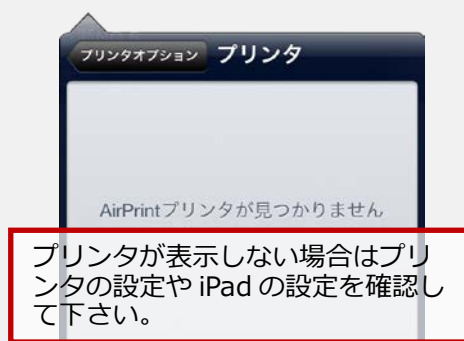 プリンタオプション プリンタ
AirPrintプリンタが見つかりません
プリンタが表示しない場合はプリ
ンタの設定や iPad の設定を確認し
て下さい。